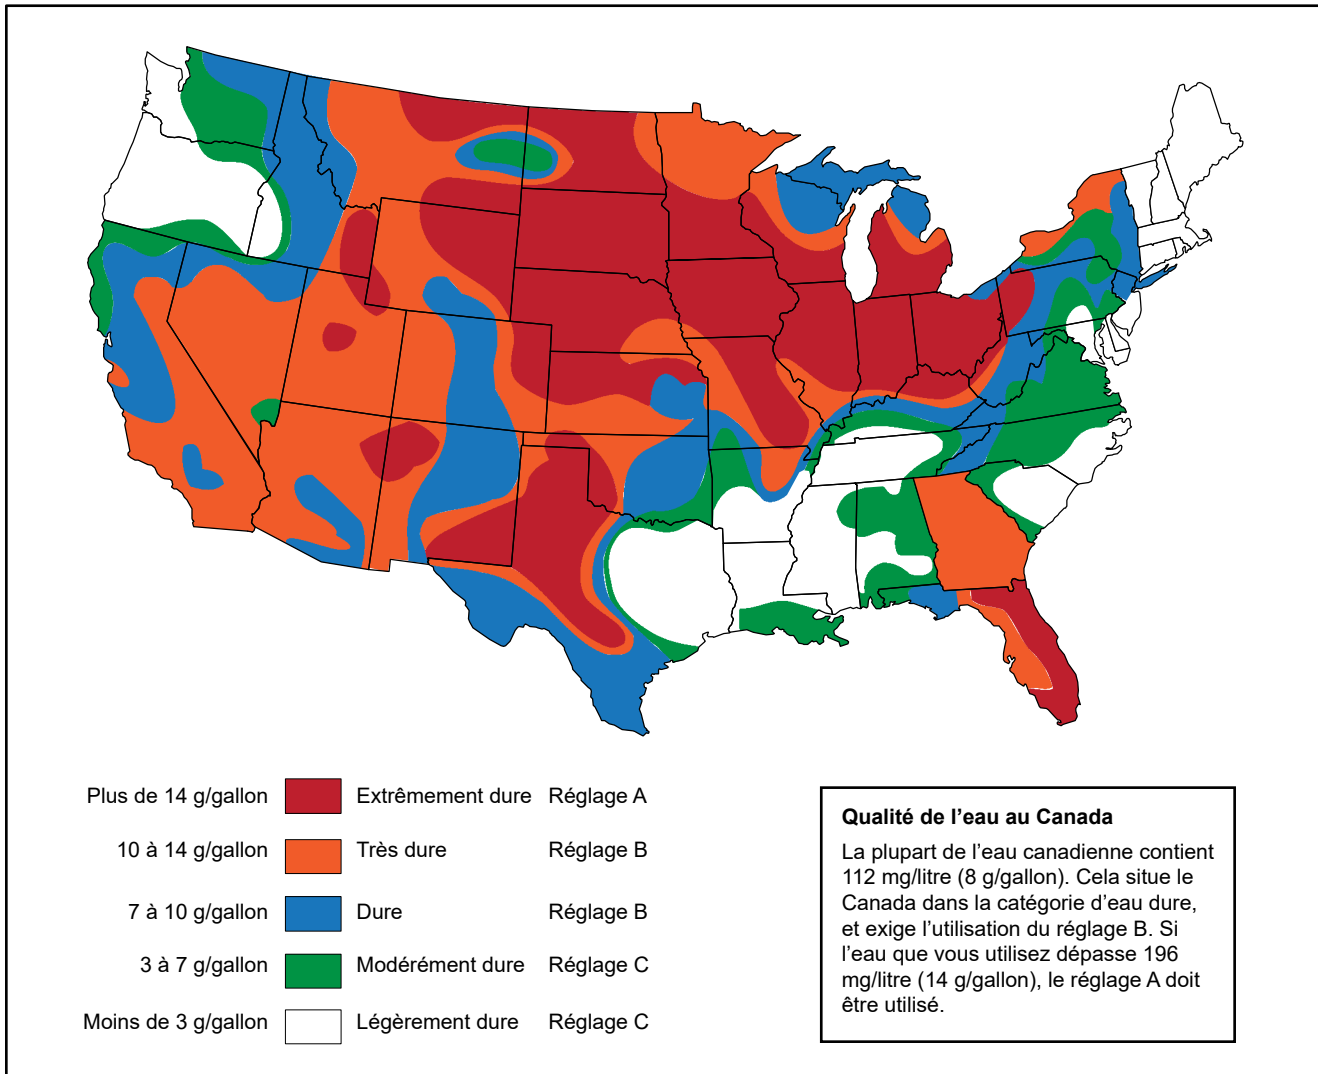 Plus de 14 g/gallon Extrêmement dure Réglage A
10 à 14 g/gallon Très dure Réglage B
7 à 10 g/gallon Dure Réglage B
3 à 7 g/gallon Modérément dure Réglage C
Moins de 3 g/gallon Légèrement dure Réglage C
Qualité de l’eau au Canada
La plupart de l’eau canadienne contient
112 mg/litre (8 g/gallon). Cela situe le
Canada dans la catégorie d’eau dure,
et exige l’utilisation du réglage B. Si
l’eau que vous utilisez dépasse 196
mg/litre (14 g/gallon), le réglage A doit
être utilisé.